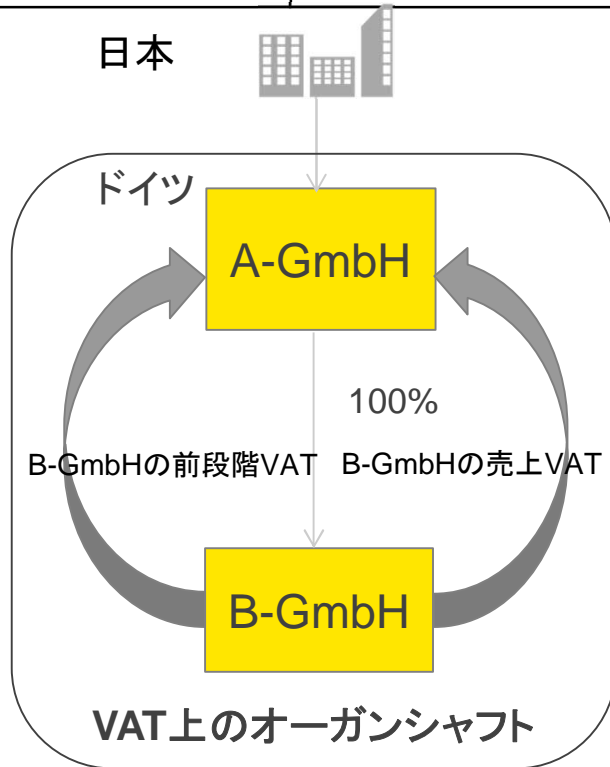 日本
ドイツ
A-GmbH
100%
B-GmbHの前段階VAT
B-GmbHの売上VAT
B-GmbH
VAT上のオーガンシャフト